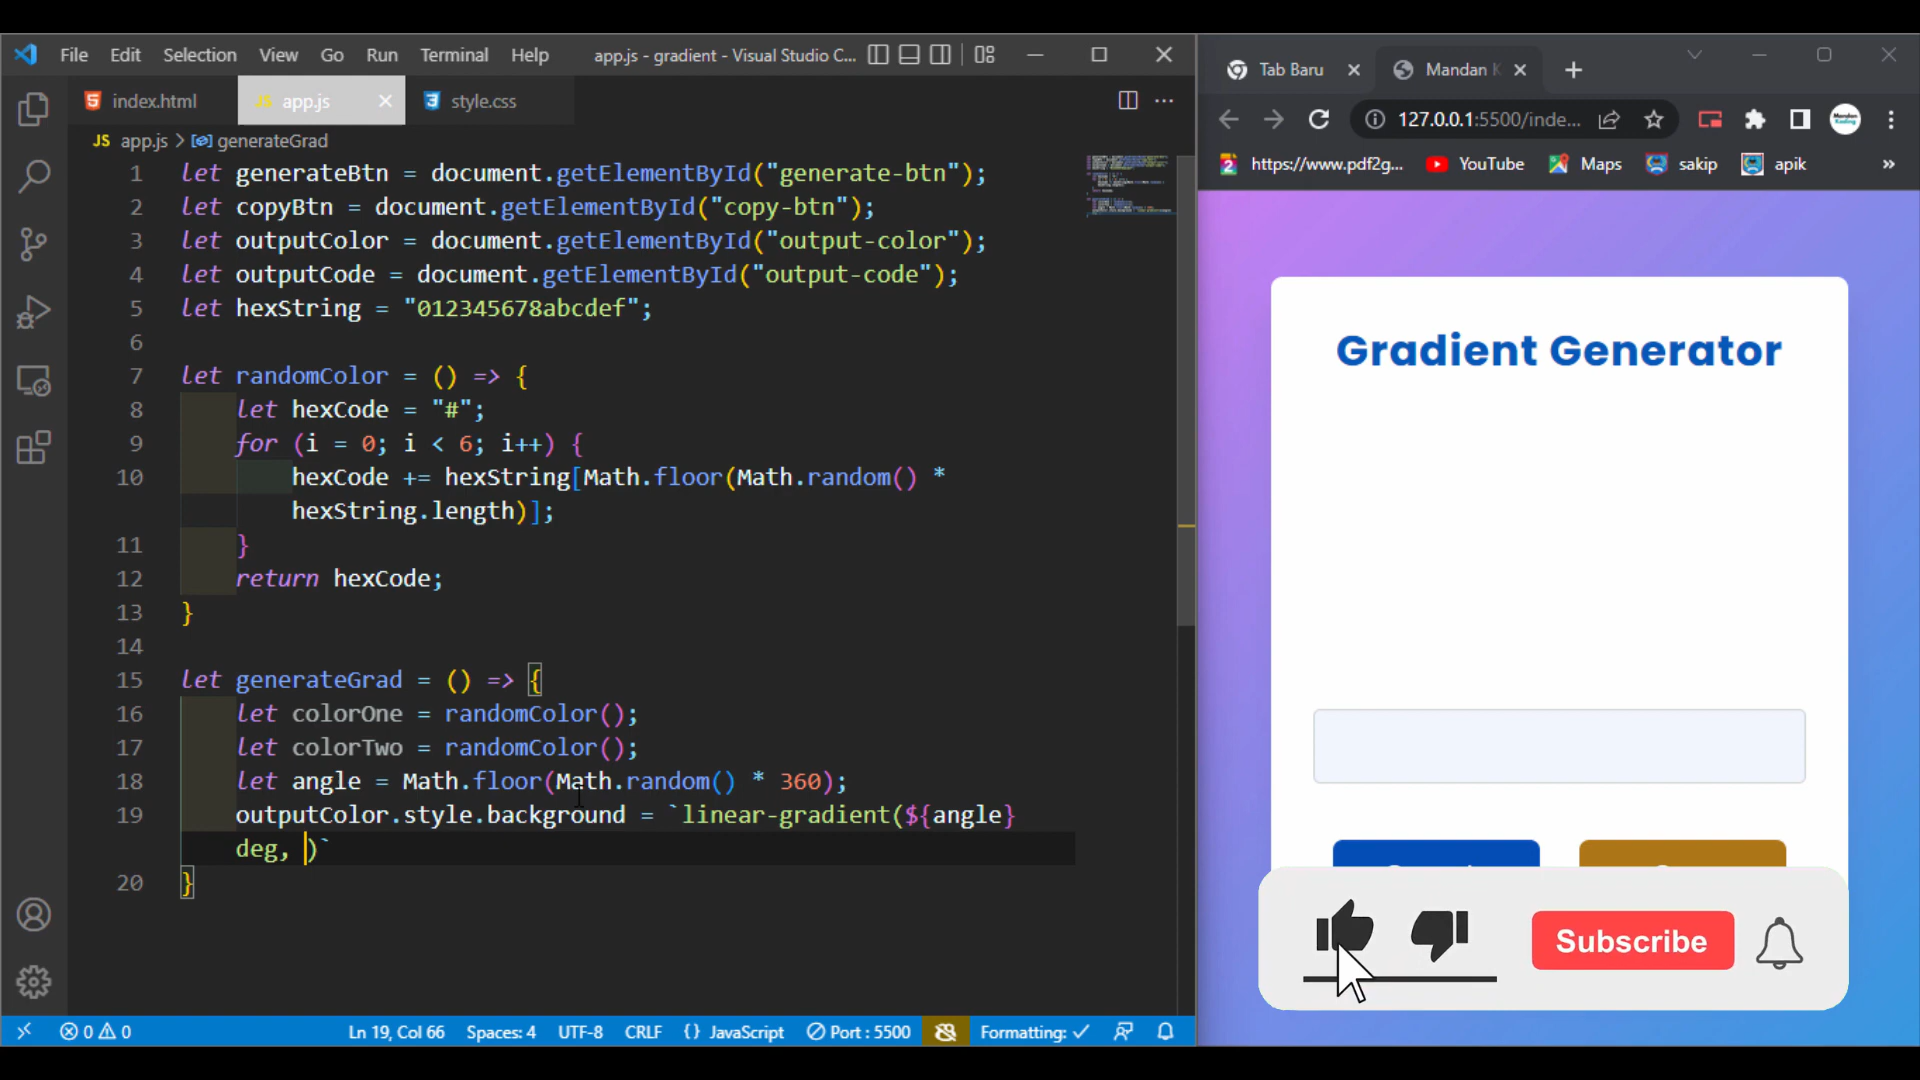 File Edit Selection View Go Run Terminal Help app.js - gradient - Visual Studio C...
index.html JS app.js style.css
JS app.js > generateGrad
1 let generateBtn = document.getElementById("generate-btn");
2 let copyBtn = document.getElementById("copy-btn");
3 let outputColor = document.getElementById("output-color");
4 let outputCode = document.getElementById("output-code");
5 let hexString = "012345678abcdef";
6
7 let randomColor = () => {
8 let hexCode = "#";
9 for (i = 0; i < 6; i++) {
10 hexCode += hexString[Math.floor(Math.random() *
hexString.length)];
11 }
12 return hexCode;
13 }
14
15 let generateGrad = () => {
16 let colorOne = randomColor();
17 let colorTwo = randomColor();
18 let angle = Math.floor(Math.random() * 360);
19 outputColor.style.background = `linear-gradient(${angle}
deg, )`
20 }
0 0 Ln 19, Col 66 Spaces: 4 UTF-8 CRLF {} JavaScript Port : 5500 Formatting: ✓
Tab Baru Mandan K
127.0.0.1:5500/inde...
https://www.pdf2g... YouTube Maps sakip apik »
Gradient Generator
Subscribe